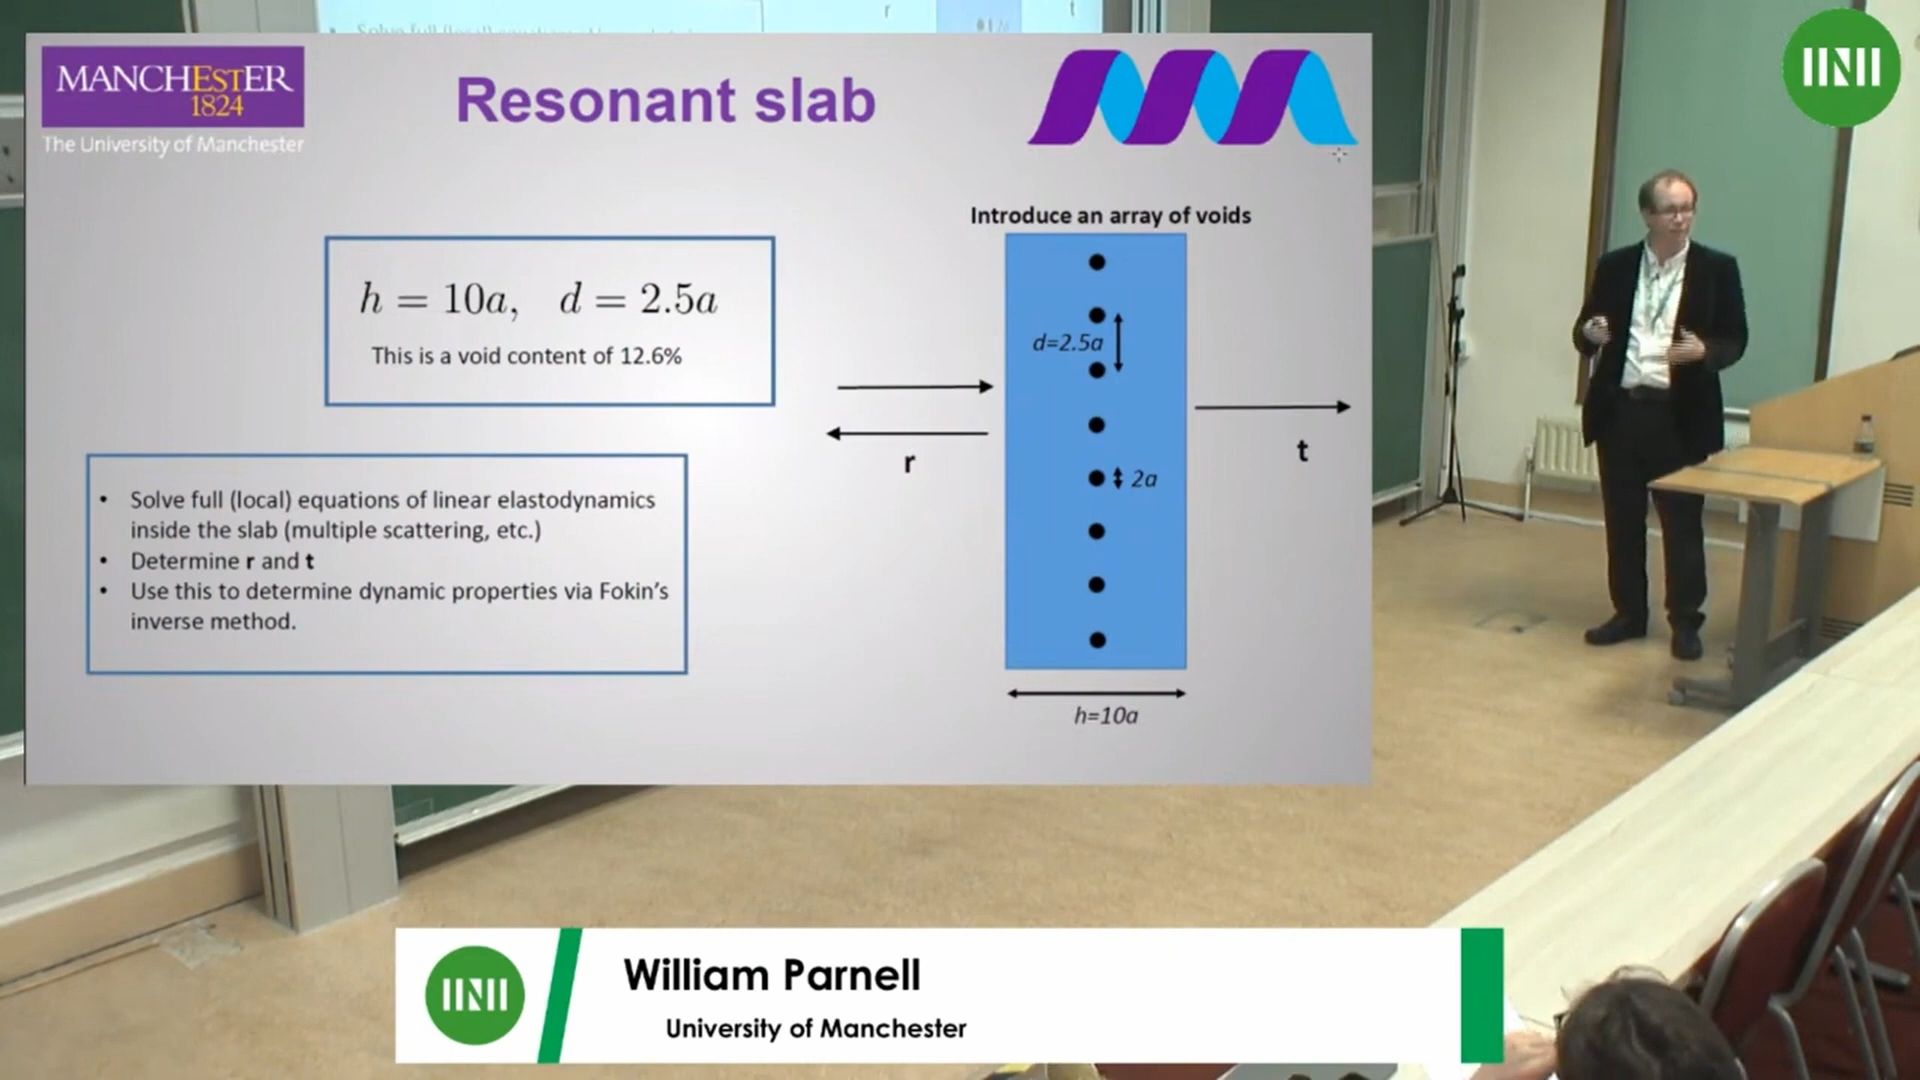 MANCHESTER
1824
The University of Manchester
Resonant slab
Introduce an array of voids
h = 10a, d = 2.5a
This is a void content of 12.6%
d=2.5a
r
t
2a
• Solve full (local) equations of linear elastodynamics
inside the slab (multiple scattering, etc.)
• Determine r and t
• Use this to determine dynamic properties via Fokin's
inverse method.
h=10a
William Parnell
University of Manchester